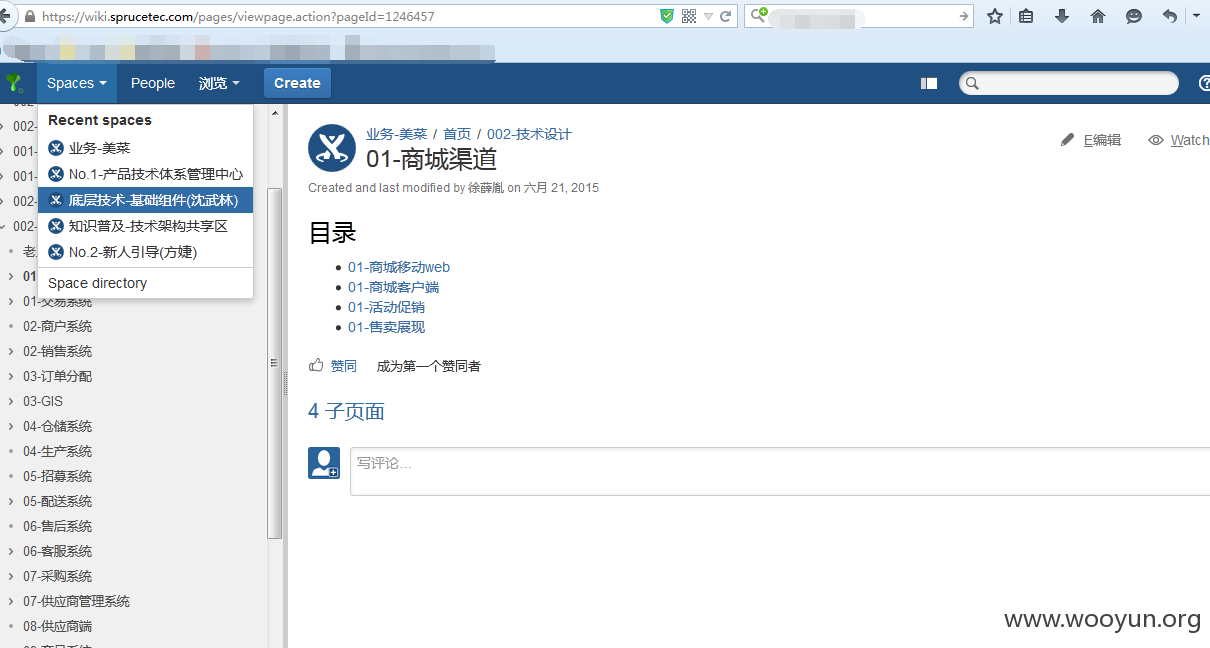 https://wiki.sprucetec.com/pages/viewpage.action?pageId=1246457
Spaces People 浏览 Create
Recent spaces
业务-美菜
No.1-产品技术体系管理中心
底层技术-基础组件(沈武林)
知识普及-技术架构共享区
No.2-新人引导(方婕)
Space directory
002-
001-
001-
002-
002-
老
01
01-交易系统
02-商户系统
02-销售系统
03-订单分配
03-GIS
04-仓储系统
04-生产系统
05-招募系统
05-配送系统
06-售后系统
06-客服系统
07-采购系统
07-供应商管理系统
08-供应商端
业务-美菜 / 首页 / 002-技术设计
01-商城渠道
Created and last modified by 徐薛胤 on 六月 21, 2015
E编辑 Watch
目录
01-商城移动web
01-商城客户端
01-活动促销
01-售卖展现
赞同 成为第一个赞同者
4 子页面
写评论…
www.wooyun.org